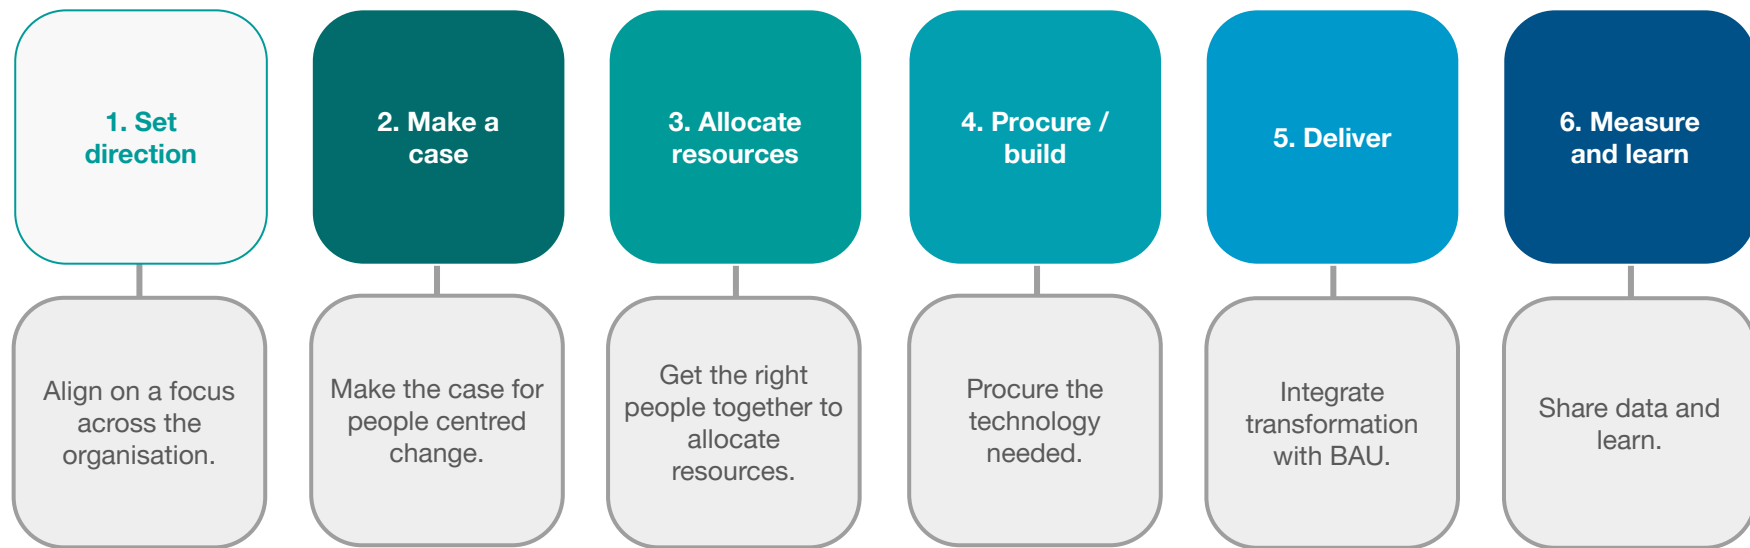 1. Set
direction
2. Make a
case
3. Allocate
resources
4. Procure /
build
5. Deliver
6. Measure
and learn
Align on a focus
across the
organisation.
Make the case for
people centred
change.
Get the right
people together to
allocate
resources.
Procure the
technology
needed.
Integrate
transformation
with BAU.
Share data and
learn.